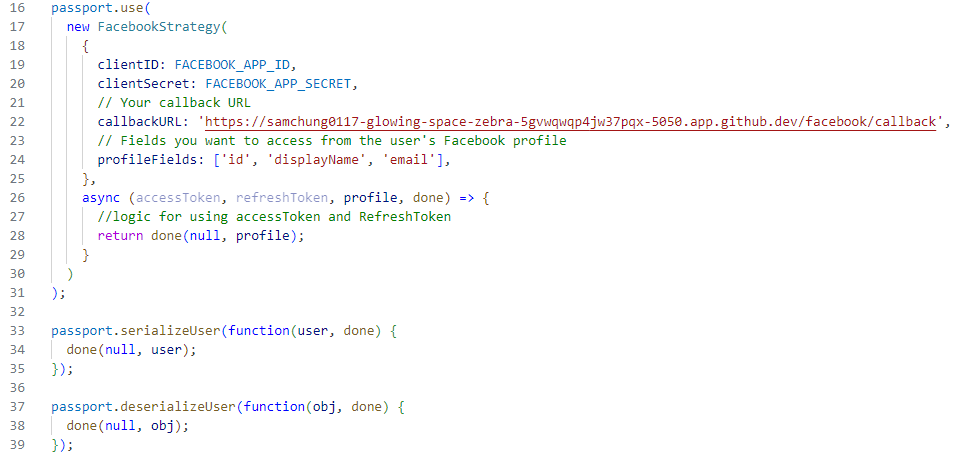 16 passport.use(
17   new FacebookStrategy(
18     {
19       clientID: FACEBOOK_APP_ID,
20       clientSecret: FACEBOOK_APP_SECRET,
21       // Your callback URL
22       callbackURL: 'https://samchung0117-glowing-space-zebra-5gvwqwqp4jw37pqx-5050.app.github.dev/facebook/callback',
23       // Fields you want to access from the user's Facebook profile
24       profileFields: ['id', 'displayName', 'email'],
25     },
26     async (accessToken, refreshToken, profile, done) => {
27       //logic for using accessToken and RefreshToken
28       return done(null, profile);
29     }
30   )
31 );
32
33 passport.serializeUser(function(user, done) {
34   done(null, user);
35 });
36
37 passport.deserializeUser(function(obj, done) {
38   done(null, obj);
39 });